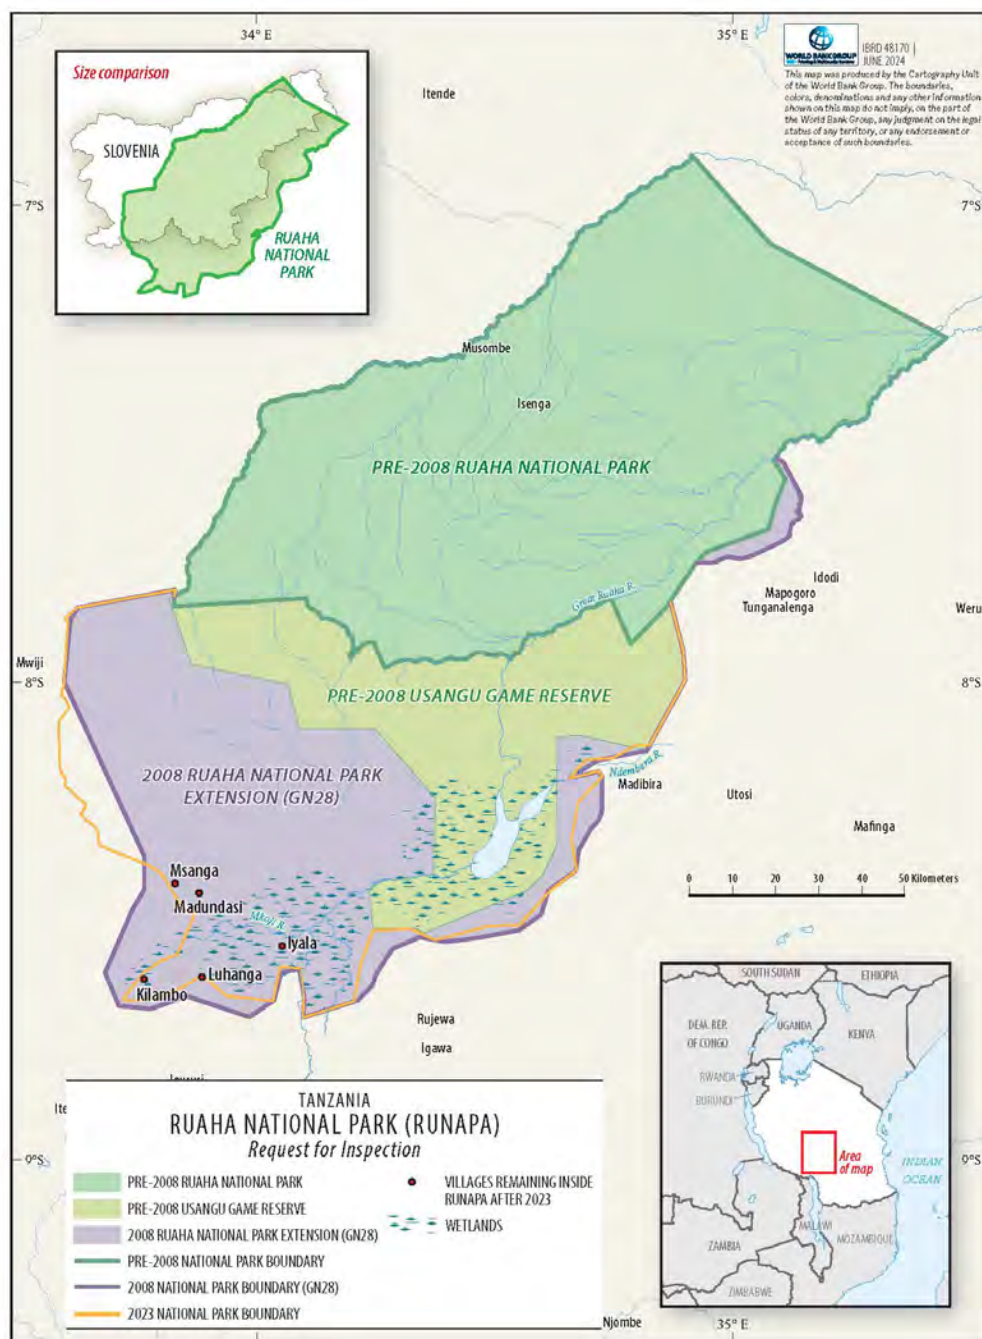 34° E
35° E
WORLD BANK GROUP
IBRD 48170 |
JUNE 2024
This map was produced by the Cartography Unit
of the World Bank Group. The boundaries,
colors, denominations and any other information
shown on this map do not imply, on the part of
the World Bank Group, any judgment on the legal
status of any territory, or any endorsement or
acceptance of such boundaries.
Size comparison
SLOVENIA
RUAHA
NATIONAL
PARK
Itende
7°S
7°S
Musombe
Isenga
PRE-2008 RUAHA NATIONAL PARK
Great Ruaha R.
Idodi
Mapogoro
Tunganalenga
Weru
Mwiji
8°S
8°S
PRE-2008 USANGU GAME RESERVE
2008 RUAHA NATIONAL PARK
EXTENSION (GN28)
Ndembera R.
Madibira
Utosi
Mafinga
0 10 20 30 40 50 Kilometers
Msanga
Madundasi
Mkoji R.
Iyala
Luhanga
Kilambo
Rujewa
Igawa
SOUTH SUDAN
ETHIOPIA
DEM. REP.
OF CONGO
UGANDA
KENYA
RWANDA
BURUNDI
Area
of map
INDIAN
OCEAN
ZAMBIA
MALAWI
MOZAMBIQUE
ZIMBABWE
9°S
9°S
TANZANIA
RUAHA NATIONAL PARK (RUNAPA)
Request for Inspection
PRE-2008 RUAHA NATIONAL PARK
PRE-2008 USANGU GAME RESERVE
2008 RUAHA NATIONAL PARK EXTENSION (GN28)
PRE-2008 NATIONAL PARK BOUNDARY
2008 NATIONAL PARK BOUNDARY (GN28)
2023 NATIONAL PARK BOUNDARY
VILLAGES REMAINING INSIDE
RUNAPA AFTER 2023
WETLANDS
Njombe
35° E